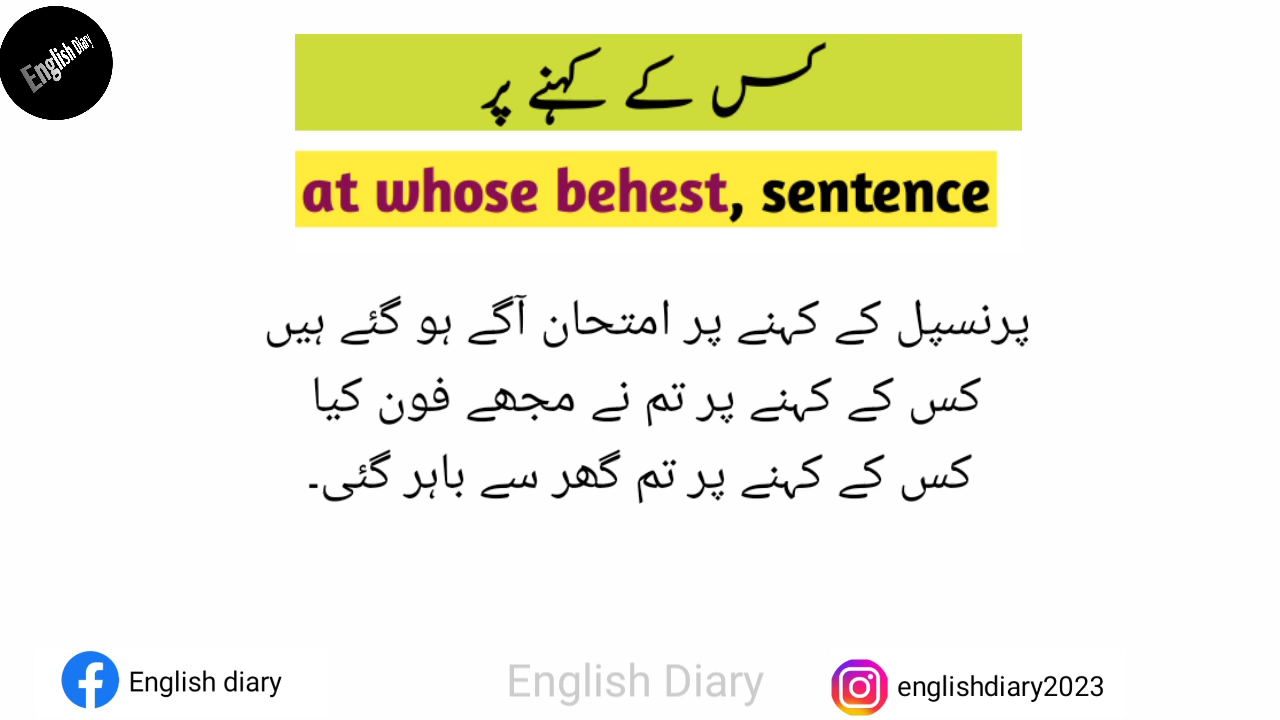 English Diary
کس کے کہنے پر
at whose behest, sentence
پرنسپل کے کہنے پر امتحان آگے ہو گئے ہیں
کس کے کہنے پر تم نے مجھے فون کیا
کس کے کہنے پر تم گھر سے باہر گئی۔
English diary
English Diary
englishdiary2023